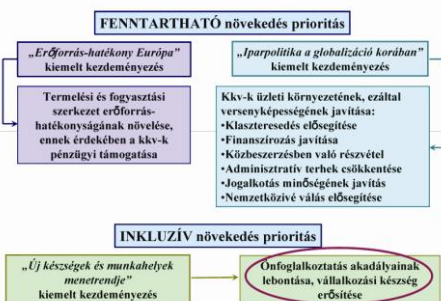 FENNTARTHATÓ növekedés prioritás
„Erőforrás-hatékony Európa”
kiemelt kezdeményezés
„Iparpolitika a globalizáció korában”
kiemelt kezdeményezés
Termelési és fogyasztási
szerkezet erőforrás-
hatékonyságának növelése,
ennek érdekében a kkv-k
pénzügyi támogatása
Kkv-k üzleti környezetének, ezáltal
versenyképességének javítása:
• Klaszteresedés elősegítése
• Finanszírozás javítása
• Közbeszerzésben való részvétel
• Adminisztratív terhek csökkentése
• Jogalkotás minőségének javítás
• Nemzetközivé válás elősegítése
INKLUZÍV növekedés prioritás
„Új készségek és munkahelyek
menetrendje”
kiemelt kezdeményezés
Önfoglalkoztatás akadályainak
lebontása, vállalkozási készség
erősítése